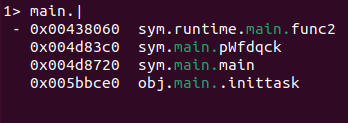 1> main.|
- 0x00438060 sym.runtime.main.func2
0x004d83c0 sym.main.pWfdqck
0x004d8720 sym.main.main
0x005bbce0 obj.main..inittask